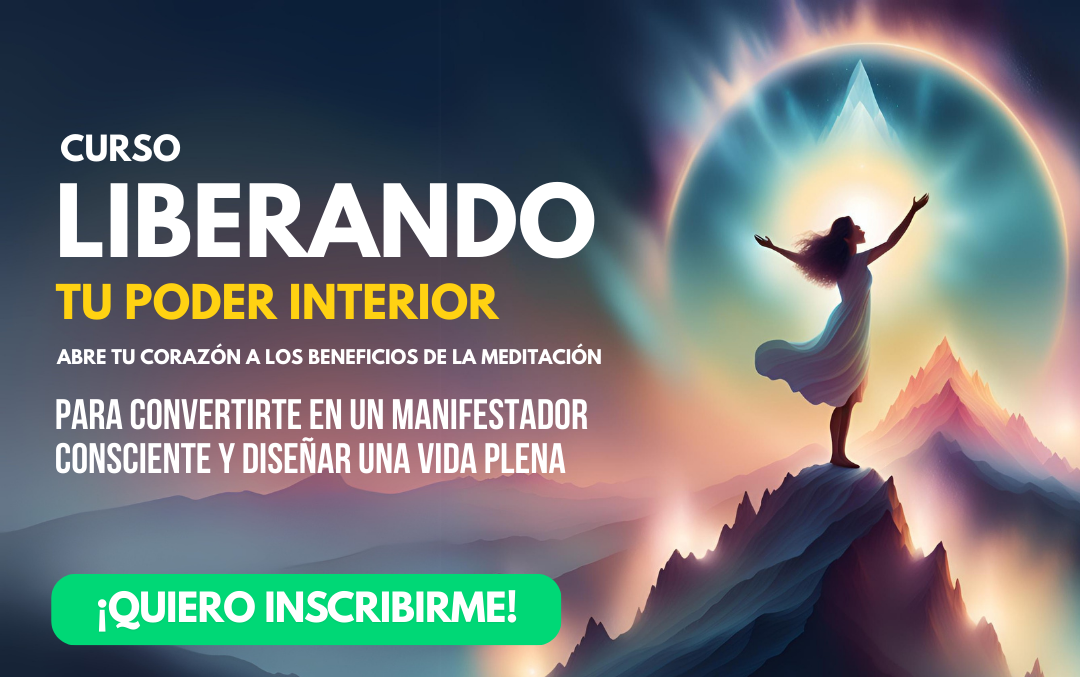 CURSO
LIBERANDO
TU PODER INTERIOR
ABRE TU CORAZÓN A LOS BENEFICIOS DE LA MEDITACIÓN
PARA CONVERTIRTE EN UN MANIFESTADOR
CONSCIENTE Y DISEÑAR UNA VIDA PLENA
¡QUIERO INSCRIBIRME!